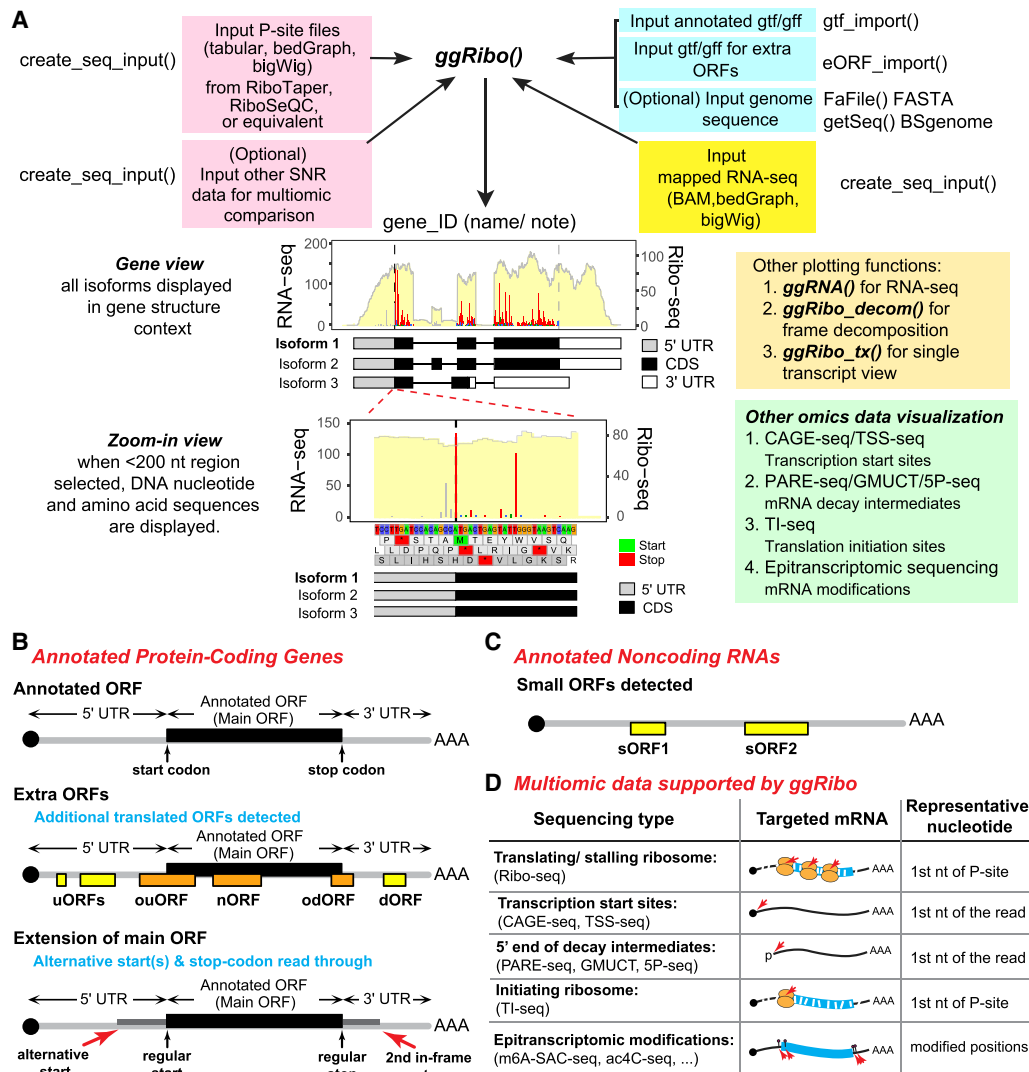 A
create_seq_input()
Input P-site files
(tabular, bedGraph,
bigWig)
from RiboTaper,
RiboSeQC,
or equivalent
ggRibo()
Input annotated gtf/gff
gtf_import()
Input gtf/gff for extra
ORFs
eORF_import()
(Optional) Input genome
sequence
FaFile() FASTA
getSeq() BSgenome
create_seq_input()
(Optional)
Input other SNR
data for multiomic
comparison
Input
mapped RNA-seq
(BAM,bedGraph,
bigWig)
create_seq_input()
gene_ID (name/ note)
Gene view
all isoforms displayed
in gene structure
context
RNA−seq
200
150
100
50
0
Ribo−seq
100
50
0
Isoform 1
Isoform 2
Isoform 3
5' UTR
CDS
3' UTR
Other plotting functions:
1. ggRNA() for RNA-seq
2. ggRibo_decom() for
frame decomposition
3. ggRibo_tx() for single
transcript view
Zoom-in view
when <200 nt region
selected, DNA nucleotide
and amino acid sequences
are displayed.
RNA−seq
150
100
50
0
Ribo−seq
80
40
0
P * S T A M T E Y W V S Q
L L D P Q P * L R I G * V K
S L I H S H D * V L G K S R
Start
Stop
Isoform 1
Isoform 2
Isoform 3
5' UTR
CDS
Other omics data visualization
1. CAGE-seq/TSS-seq
Transcription start sites
2. PARE-seq/GMUCT/5P-seq
mRNA decay intermediates
3. TI-seq
Translation initiation sites
4. Epitranscriptomic sequencing
mRNA modifications
B
Annotated Protein-Coding Genes
Annotated ORF
5' UTR
Annotated ORF
(Main ORF)
3' UTR
AAA
start codon
stop codon
Extra ORFs
Additional translated ORFs detected
5' UTR
Annotated ORF
(Main ORF)
3' UTR
AAA
uORFs
ouORF
nORF
odORF
dORF
Extension of main ORF
Alternative start(s) & stop-codon read through
5' UTR
Annotated ORF
(Main ORF)
3' UTR
AAA
alternative
start
regular
start
regular
stop
2nd in-frame
C
Annotated Noncoding RNAs
Small ORFs detected
AAA
sORF1
sORF2
D
Multiomic data supported by ggRibo
Sequencing type
Targeted mRNA
Representative
nucleotide
Translating/ stalling ribosome:
(Ribo-seq)
AAA
1st nt of P-site
Transcription start sites:
(CAGE-seq, TSS-seq)
AAA
1st nt of the read
5' end of decay intermediates:
(PARE-seq, GMUCT, 5P-seq)
p
AAA
1st nt of the read
Initiating ribosome:
(TI-seq)
AAA
1st nt of P-site
Epitranscriptomic modifications:
(m6A-SAC-seq, ac4C-seq, ...)
AAA
modified positions